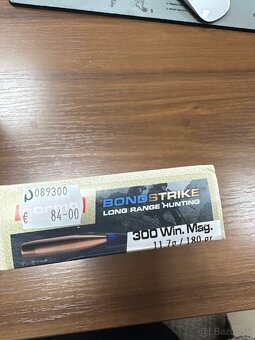 089300
€ 84-00
BONDSTRIKE
LONG RANGE HUNTING
300 Win. Mag.
11,7g / 180 gr